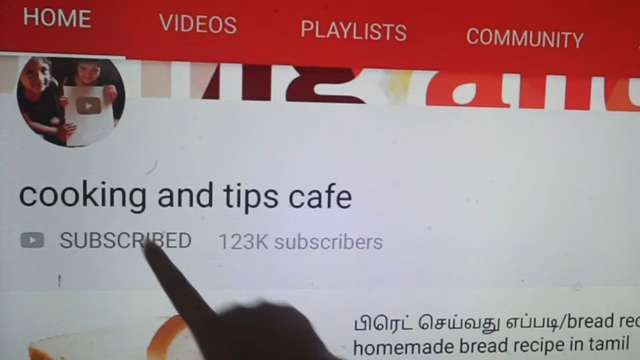 HOME VIDEOS PLAYLISTS COMMUNITY
cooking and tips cafe
SUBSCRIBED 123K subscribers
பிரெட் செய்வது எப்படி/bread rec
homemade bread recipe in tamil